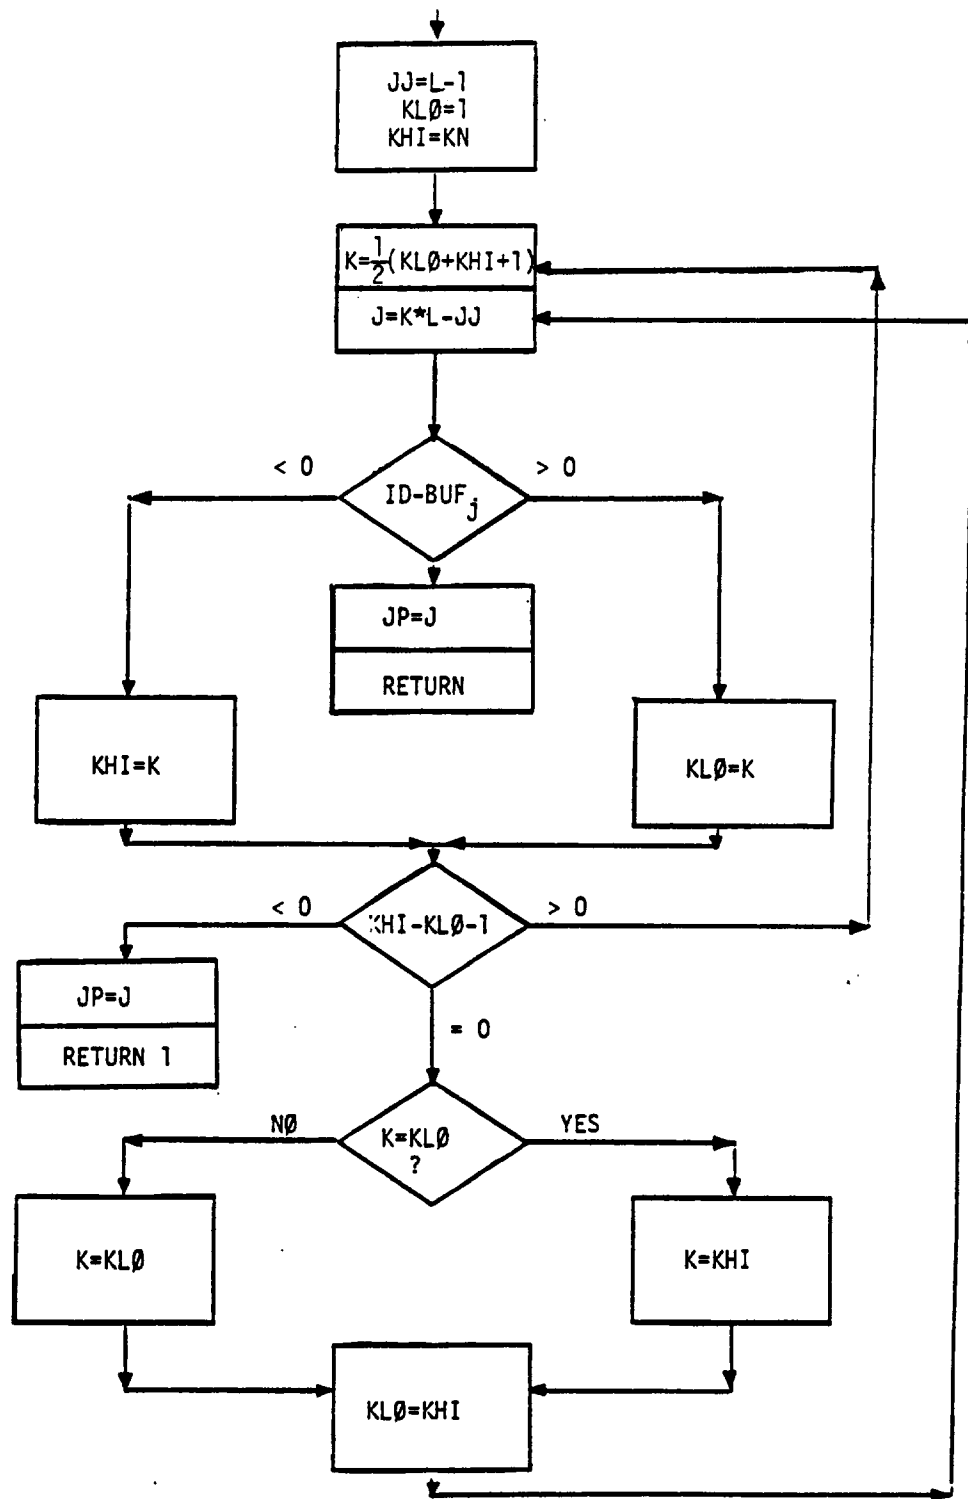 JJ=L-1
KLØ=1
KHI=KN
K=1/2(KLØ+KHI+1)
J=K*L-JJ
< 0
> 0
ID-BUFj
JP=J
RETURN
KHI=K
KLØ=K
< 0
> 0
KHI-KLØ-1
JP=J
RETURN 1
= 0
NØ
YES
K=KLØ
?
K=KLØ
K=KHI
KLØ=KHI